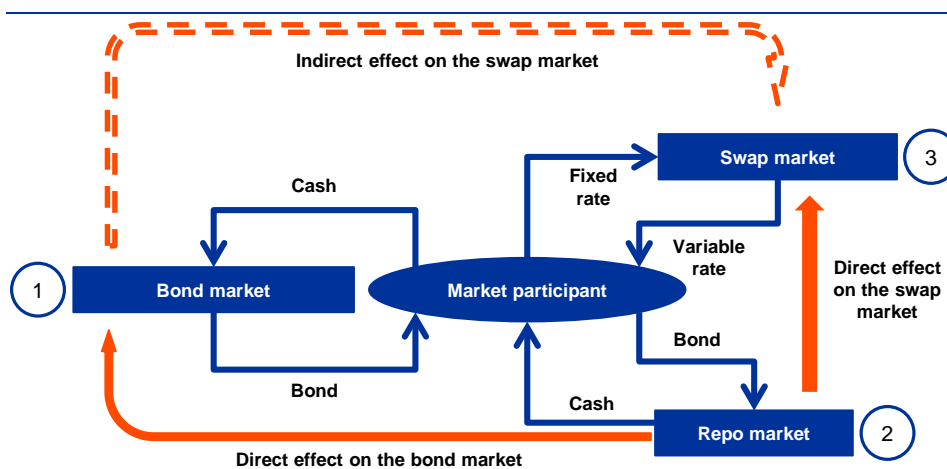 Indirect effect on the swap market
Swap market
3
Cash
Fixed
rate
Variable
rate
1
Bond market
Market participant
Direct effect
on the swap
market
Bond
Bond
Cash
Repo market
2
Direct effect on the bond market